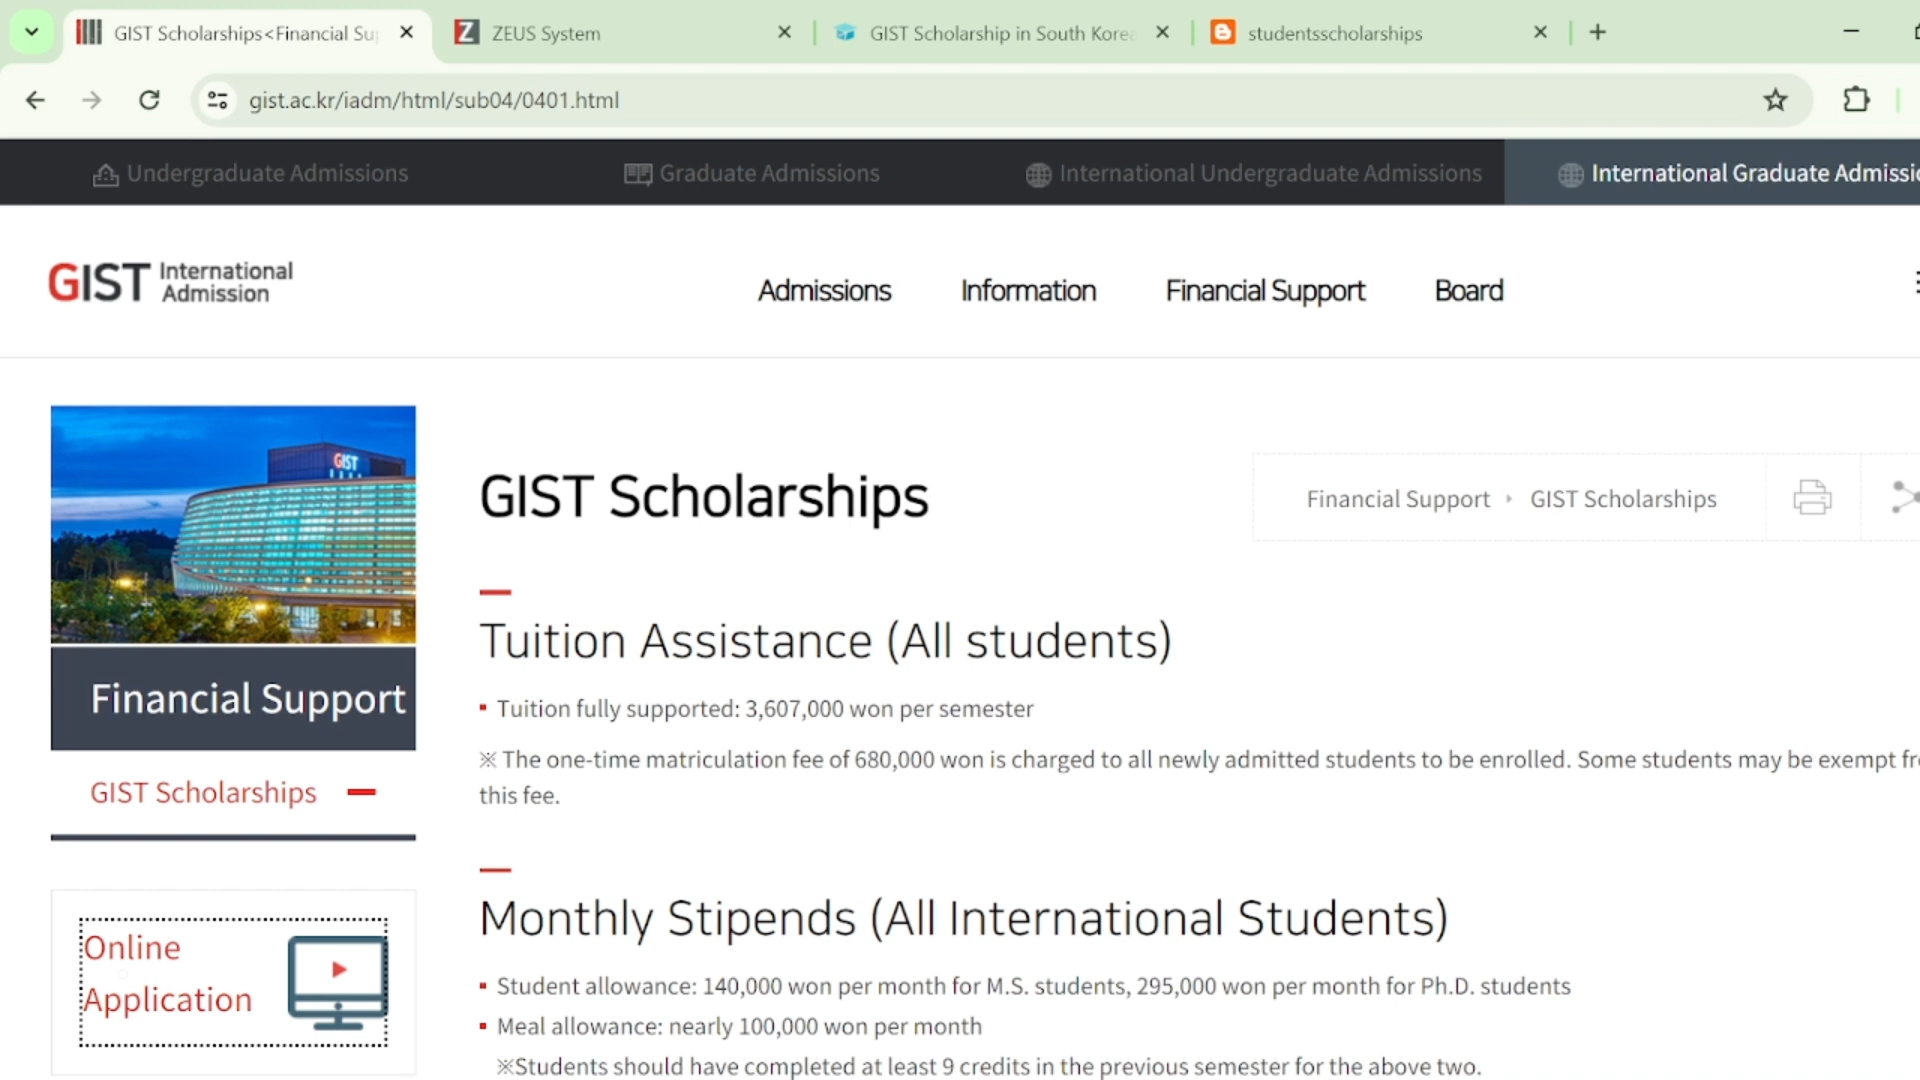 GIST Scholarships<Financial Su
ZEUS System
GIST Scholarship in South Kore
studentsscholarships
gist.ac.kr/iadm/html/sub04/0401.html
Undergraduate Admissions
Graduate Admissions
International Undergraduate Admissions
International Graduate Admissio
GIST International Admission
Admissions
Information
Financial Support
Board
GIST
Financial Support
GIST Scholarships
Online
Application
GIST Scholarships
Financial Support ▸ GIST Scholarships
Tuition Assistance (All students)
▪ Tuition fully supported: 3,607,000 won per semester
※ The one-time matriculation fee of 680,000 won is charged to all newly admitted students to be enrolled. Some students may be exempt fr
this fee.
Monthly Stipends (All International Students)
▪ Student allowance: 140,000 won per month for M.S. students, 295,000 won per month for Ph.D. students
▪ Meal allowance: nearly 100,000 won per month
※Students should have completed at least 9 credits in the previous semester for the above two.